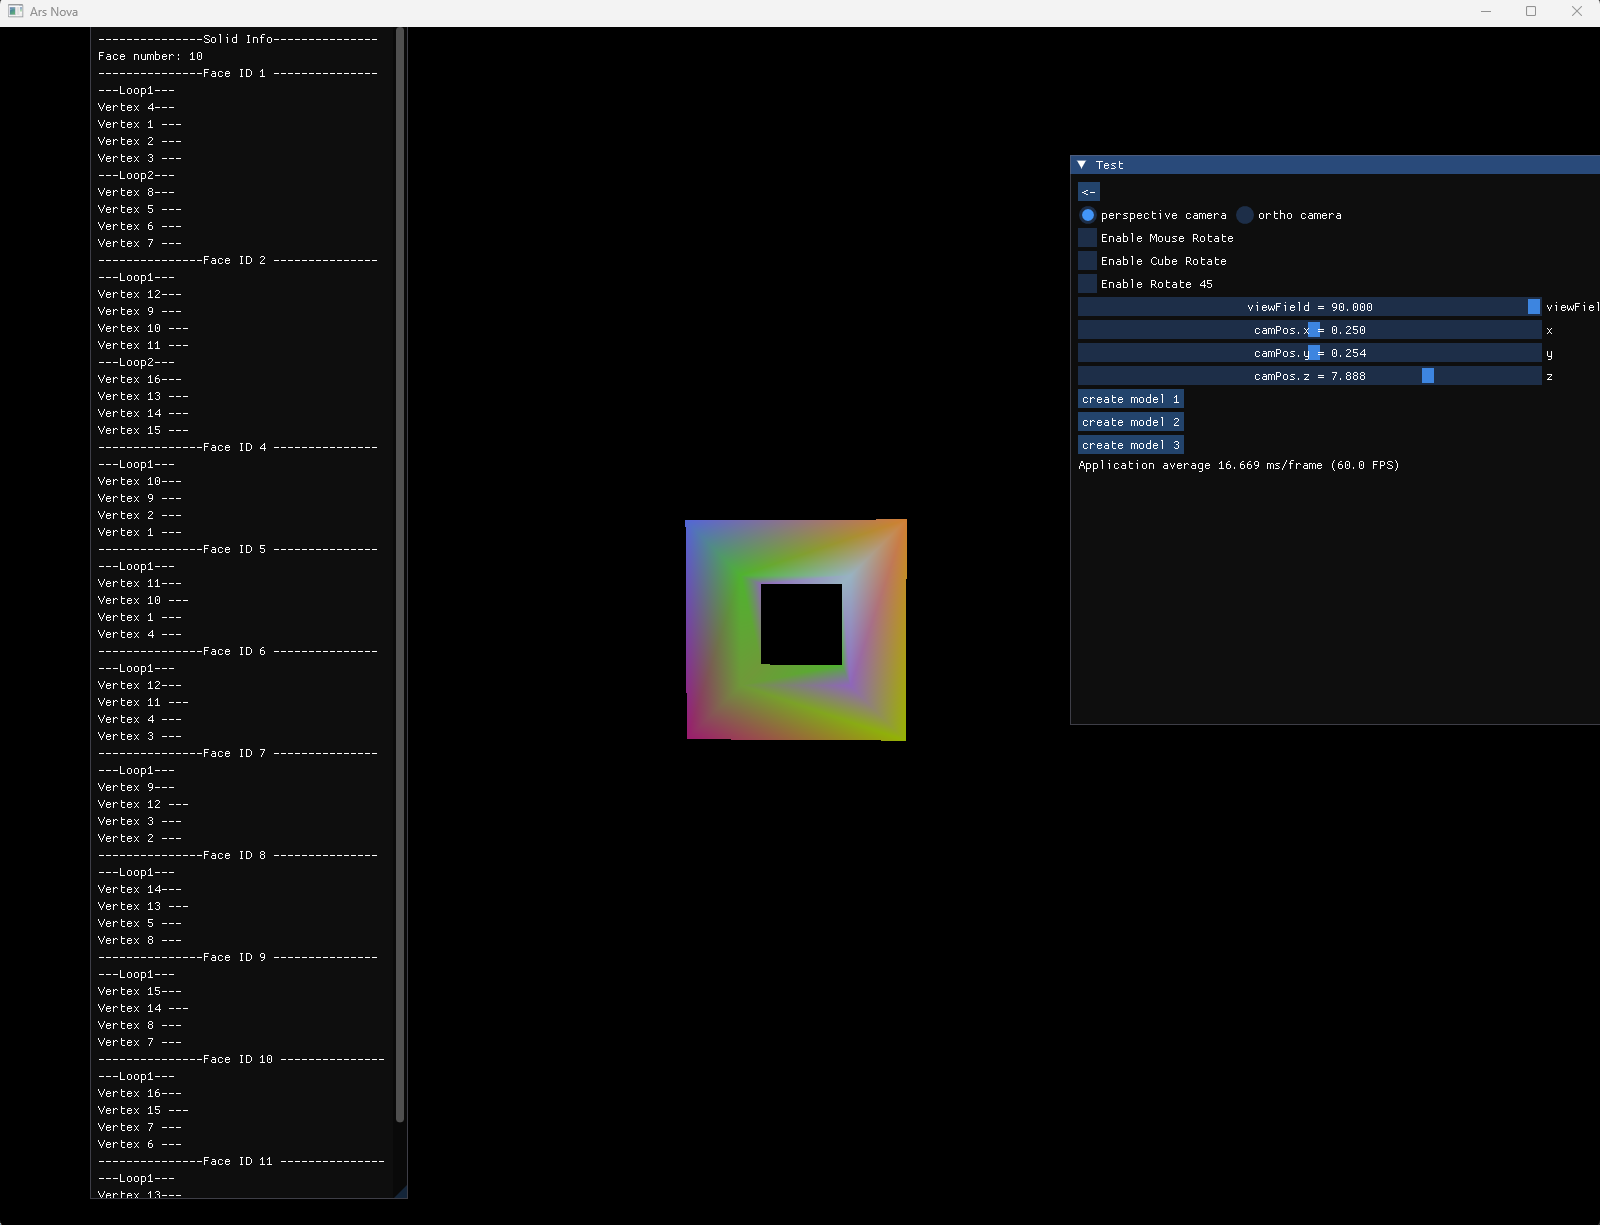 Ars Nova
---------------Solid Info---------------
Face number: 10
---------------Face ID 1 ---------------
---Loop1---
Vertex 4---
Vertex 1 ---
Vertex 2 ---
Vertex 3 ---
---Loop2---
Vertex 8---
Vertex 5 ---
Vertex 6 ---
Vertex 7 ---
---------------Face ID 2 ---------------
---Loop1---
Vertex 12---
Vertex 9 ---
Vertex 10 ---
Vertex 11 ---
---Loop2---
Vertex 16---
Vertex 13 ---
Vertex 14 ---
Vertex 15 ---
---------------Face ID 4 ---------------
---Loop1---
Vertex 10---
Vertex 9 ---
Vertex 2 ---
Vertex 1 ---
---------------Face ID 5 ---------------
---Loop1---
Vertex 11---
Vertex 10 ---
Vertex 1 ---
Vertex 4 ---
---------------Face ID 6 ---------------
---Loop1---
Vertex 12---
Vertex 11 ---
Vertex 4 ---
Vertex 3 ---
---------------Face ID 7 ---------------
---Loop1---
Vertex 9---
Vertex 12 ---
Vertex 3 ---
Vertex 2 ---
---------------Face ID 8 ---------------
---Loop1---
Vertex 14---
Vertex 13 ---
Vertex 5 ---
Vertex 8 ---
---------------Face ID 9 ---------------
---Loop1---
Vertex 15---
Vertex 14 ---
Vertex 8 ---
Vertex 7 ---
---------------Face ID 10 ---------------
---Loop1---
Vertex 16---
Vertex 15 ---
Vertex 7 ---
Vertex 6 ---
---------------Face ID 11 ---------------
---Loop1---
Vertex 13---
Test
<-
perspective camera ortho camera
Enable Mouse Rotate
Enable Cube Rotate
Enable Rotate 45
viewField = 90.000 viewFiel
camPos.x = 0.250 x
camPos.y = 0.254 y
camPos.z = 7.888 z
create model 1
create model 2
create model 3
Application average 16.669 ms/frame (60.0 FPS)